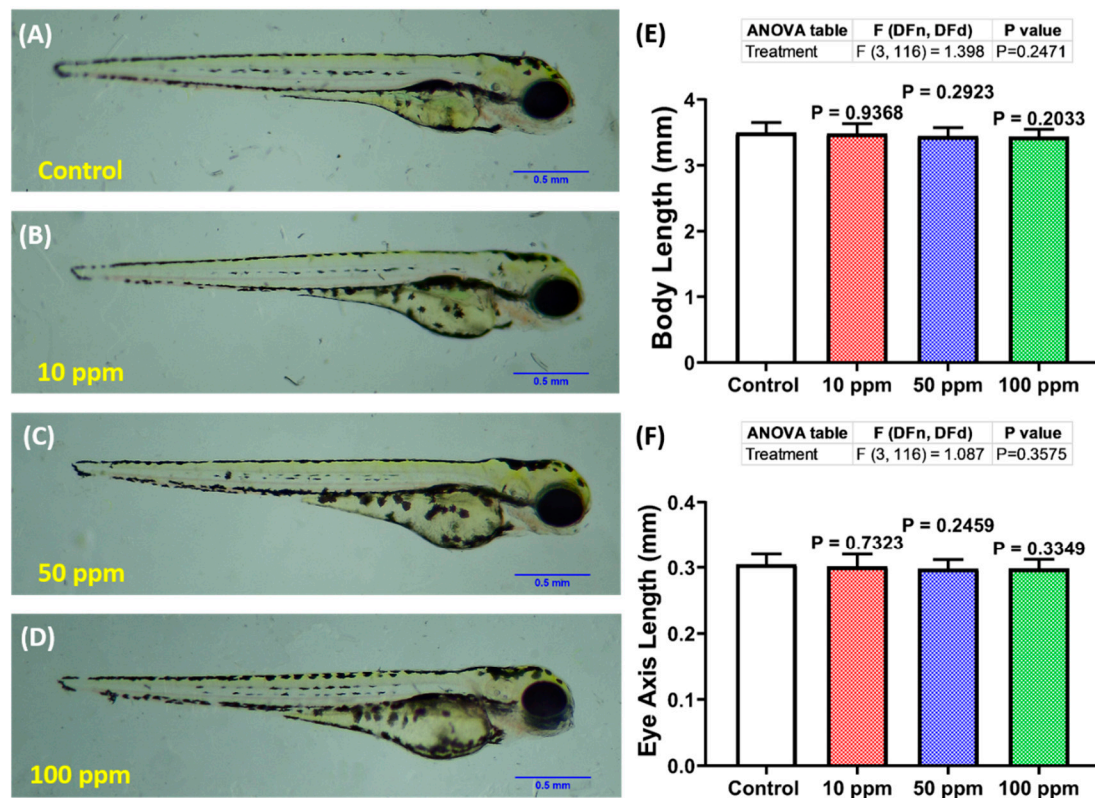 (A)
Control
0.5 mm
(B)
10 ppm
0.5 mm
(C)
50 ppm
0.5 mm
(D)
100 ppm
0.5 mm
(E)
ANOVA table F (DFn, DFd) P value
Treatment F (3, 116) = 1.398 P=0.2471
Body Length (mm)
4
3
2
1
0
P = 0.9368
P = 0.2923
P = 0.2033
Control 10 ppm 50 ppm 100 ppm
(F)
ANOVA table F (DFn, DFd) P value
Treatment F (3, 116) = 1.087 P=0.3575
Eye Axis Length (mm)
0.4
0.3
0.2
0.1
0.0
P = 0.7323
P = 0.2459
P = 0.3349
Control 10 ppm 50 ppm 100 ppm